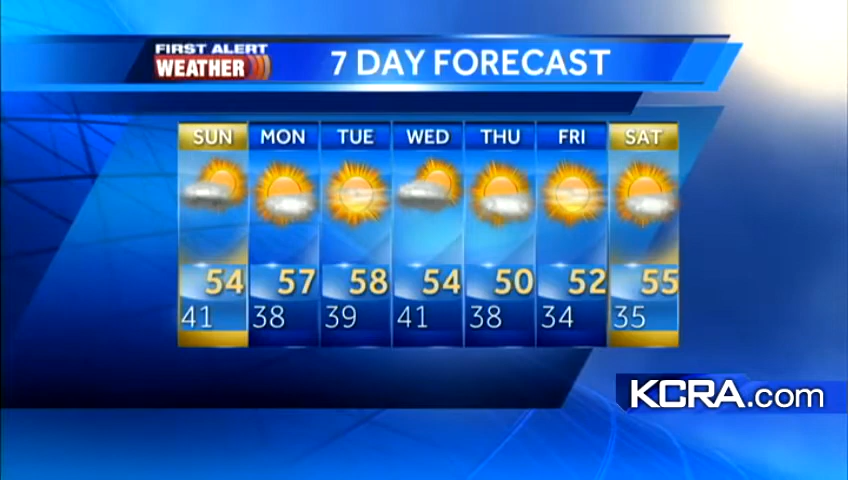 FIRST ALERT
WEATHER
7 DAY FORECAST
SUN MON TUE WED THU FRI SAT
54 57 58 54 50 52 55
41 38 39 41 38 34 35
KCRA.com